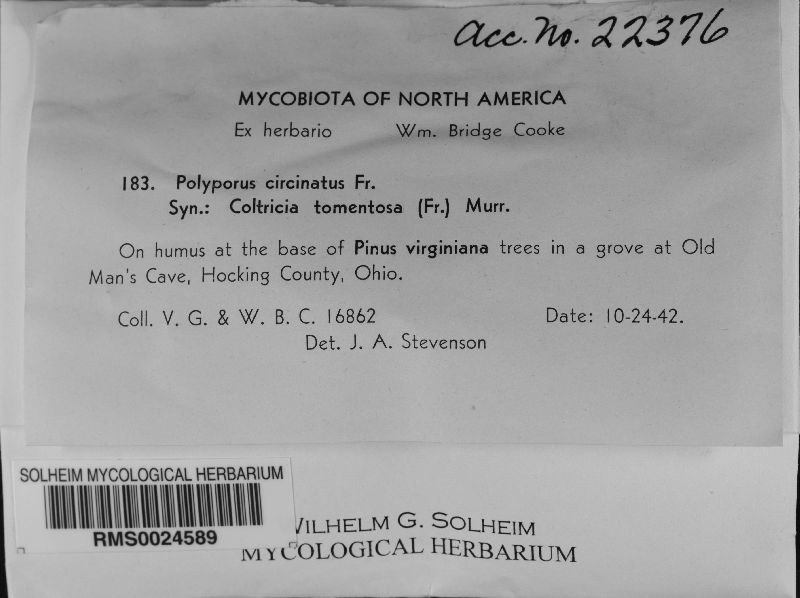 Acc. No. 22376
MYCOBIOTA OF NORTH AMERICA
Ex herbario Wm. Bridge Cooke
183. Polyporus circinatus Fr.
Syn.: Coltricia tomentosa (Fr.) Murr.
On humus at the base of Pinus virginiana trees in a grove at Old
Man's Cave, Hocking County, Ohio.
Coll. V. G. & W. B. C. 16862 Date: 10-24-42.
Det. J. A. Stevenson
SOLHEIM MYCOLOGICAL HERBARIUM
RMS0024589
WILHELM G. SOLHEIM
MYCOLOGICAL HERBARIUM